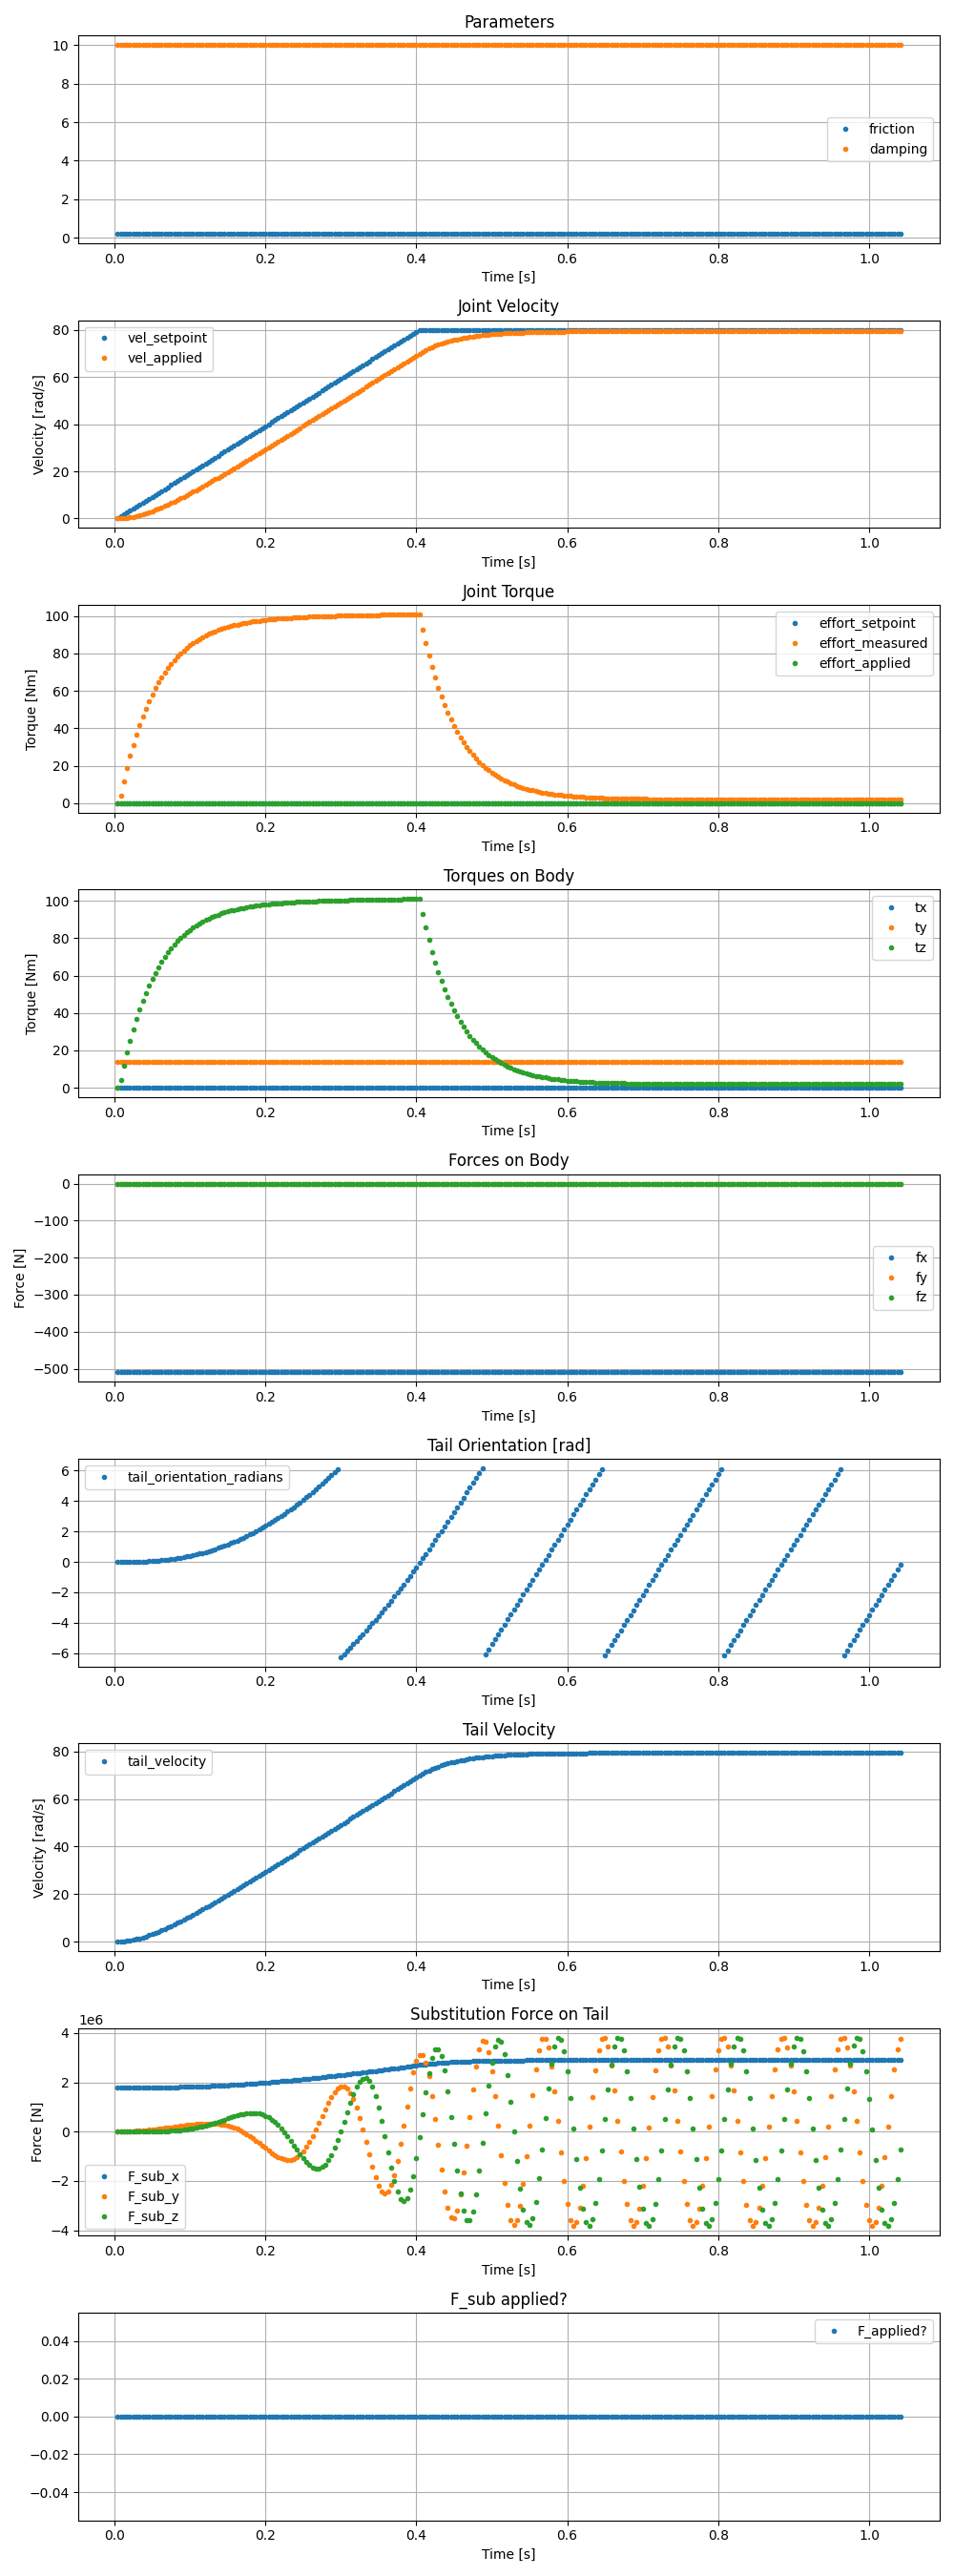 Parameters
10
8
6
4
2
0
friction
damping
0.0 0.2 0.4 0.6 0.8 1.0
Time [s]
Joint Velocity
Velocity [rad/s]
80
60
40
20
0
vel_setpoint
vel_applied
0.0 0.2 0.4 0.6 0.8 1.0
Time [s]
Joint Torque
Torque [Nm]
100
80
60
40
20
0
effort_setpoint
effort_measured
effort_applied
0.0 0.2 0.4 0.6 0.8 1.0
Time [s]
Torques on Body
Torque [Nm]
100
80
60
40
20
0
tx
ty
tz
0.0 0.2 0.4 0.6 0.8 1.0
Time [s]
Forces on Body
Force [N]
0
−100
−200
−300
−400
−500
fx
fy
fz
0.0 0.2 0.4 0.6 0.8 1.0
Time [s]
Tail Orientation [rad]
6
4
2
0
−2
−4
−6
tail_orientation_radians
0.0 0.2 0.4 0.6 0.8 1.0
Time [s]
Tail Velocity
Velocity [rad/s]
80
60
40
20
0
tail_velocity
0.0 0.2 0.4 0.6 0.8 1.0
Time [s]
Substitution Force on Tail
1e6
Force [N]
4
2
0
−2
−4
F_sub_x
F_sub_y
F_sub_z
0.0 0.2 0.4 0.6 0.8 1.0
Time [s]
F_sub applied?
0.04
0.02
0.00
−0.02
−0.04
F_applied?
0.0 0.2 0.4 0.6 0.8 1.0
Time [s]